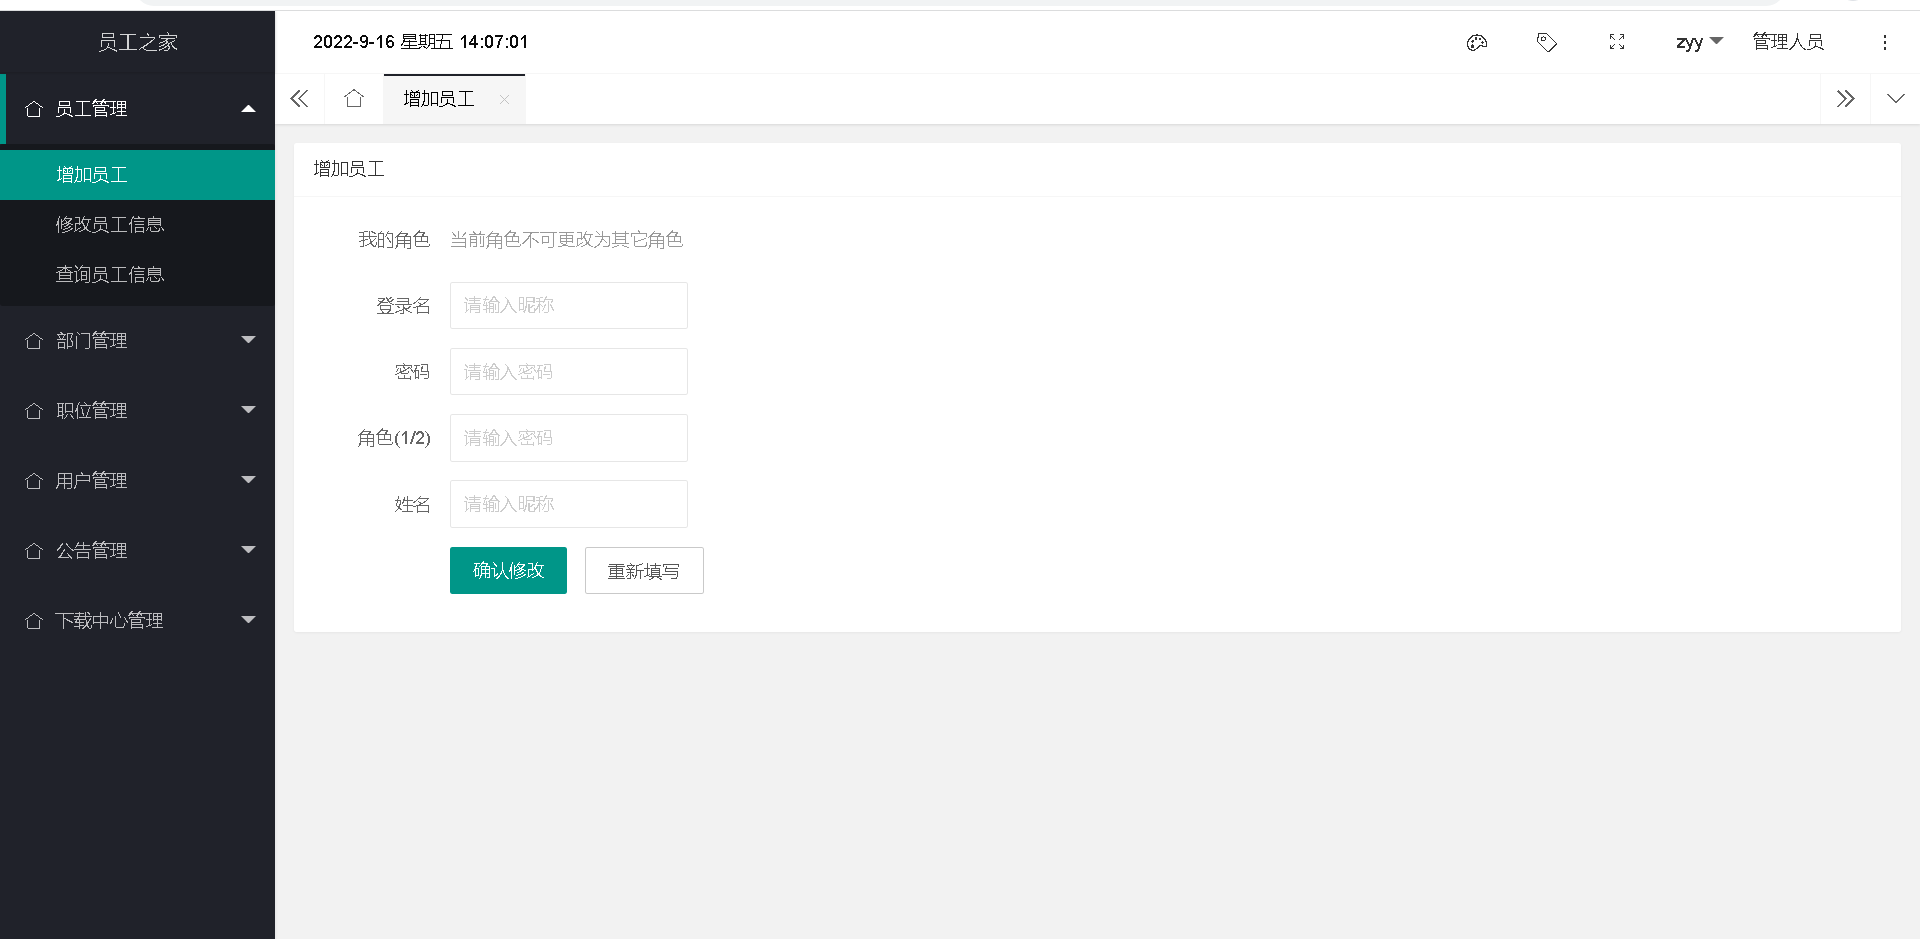 员工之家
2022-9-16 星期五 14:07:01
zyy
管理人员
员工管理
增加员工
修改员工信息
查询员工信息
部门管理
职位管理
用户管理
公告管理
下载中心管理
增加员工
增加员工
我的角色 当前角色不可更改为其它角色
登录名 请输入昵称
密码 请输入密码
角色(1/2) 请输入密码
姓名 请输入昵称
确认修改 重新填写